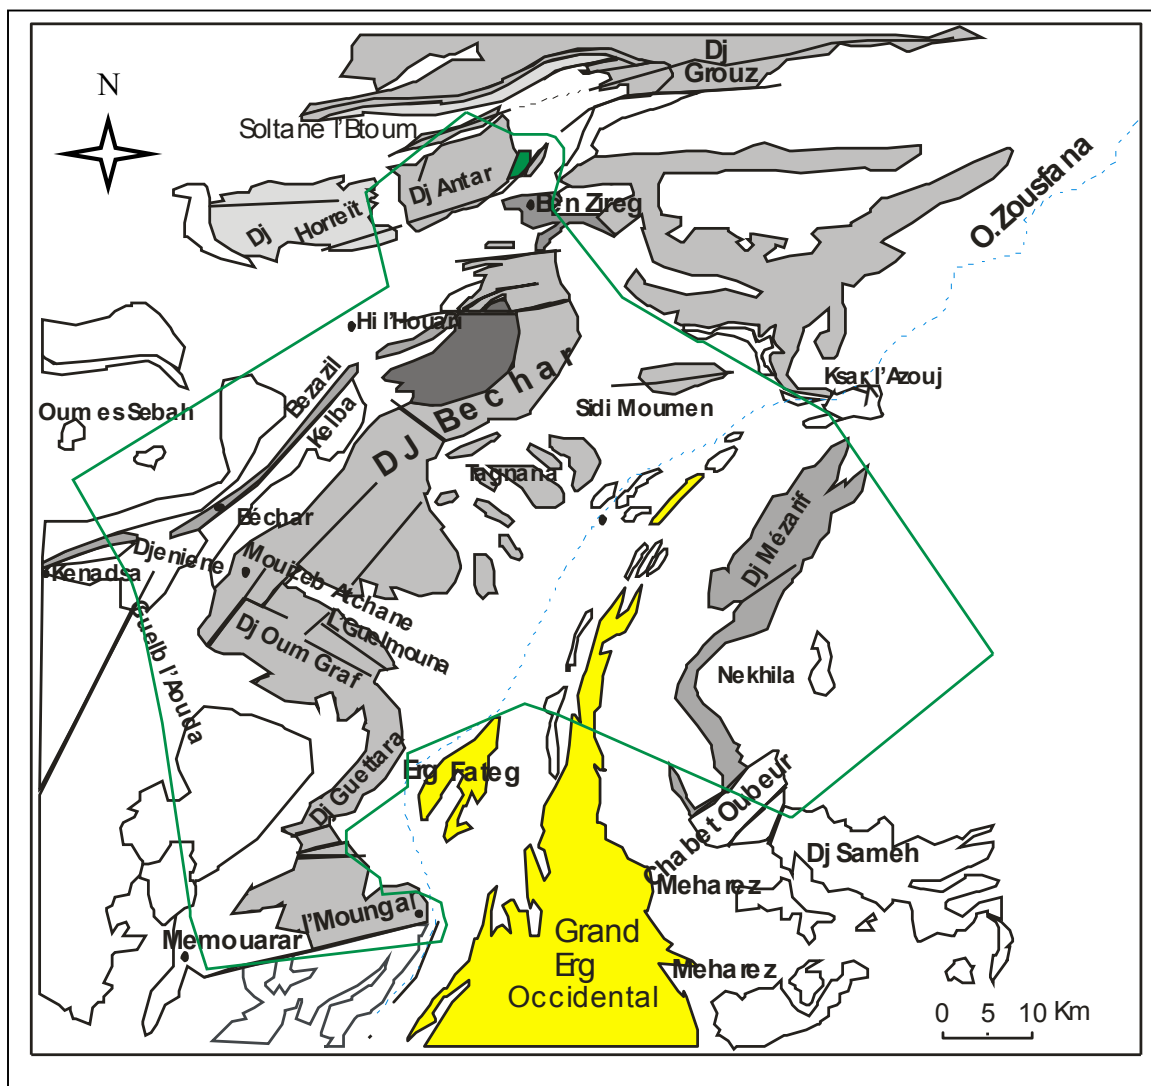 Dj
Grouz
N
Soltane l'Btoum
O.Zousfana
Dj Antar
Ben Zireg
Dj Horreït
Hi l'Houari
Bezazil
Kelba
DJ Bechar
Ksar l'Azouj
Sidi Moumen
Oum es Sebah
Tagnana
Béchar
Dj Mézarif
Djeniene
Kenadsa
Mouizeb Atchane
L'Guelmouna
Guelb l'Aouda
Dj Oum Graf
Nekhila
Dj Guettara
Erg Fateg
Chabet Oubeur
Dj Sameh
Meharez
l'Moungar
Memouarar
Grand
Erg
Occidental
Meharez
0 5 10 Km